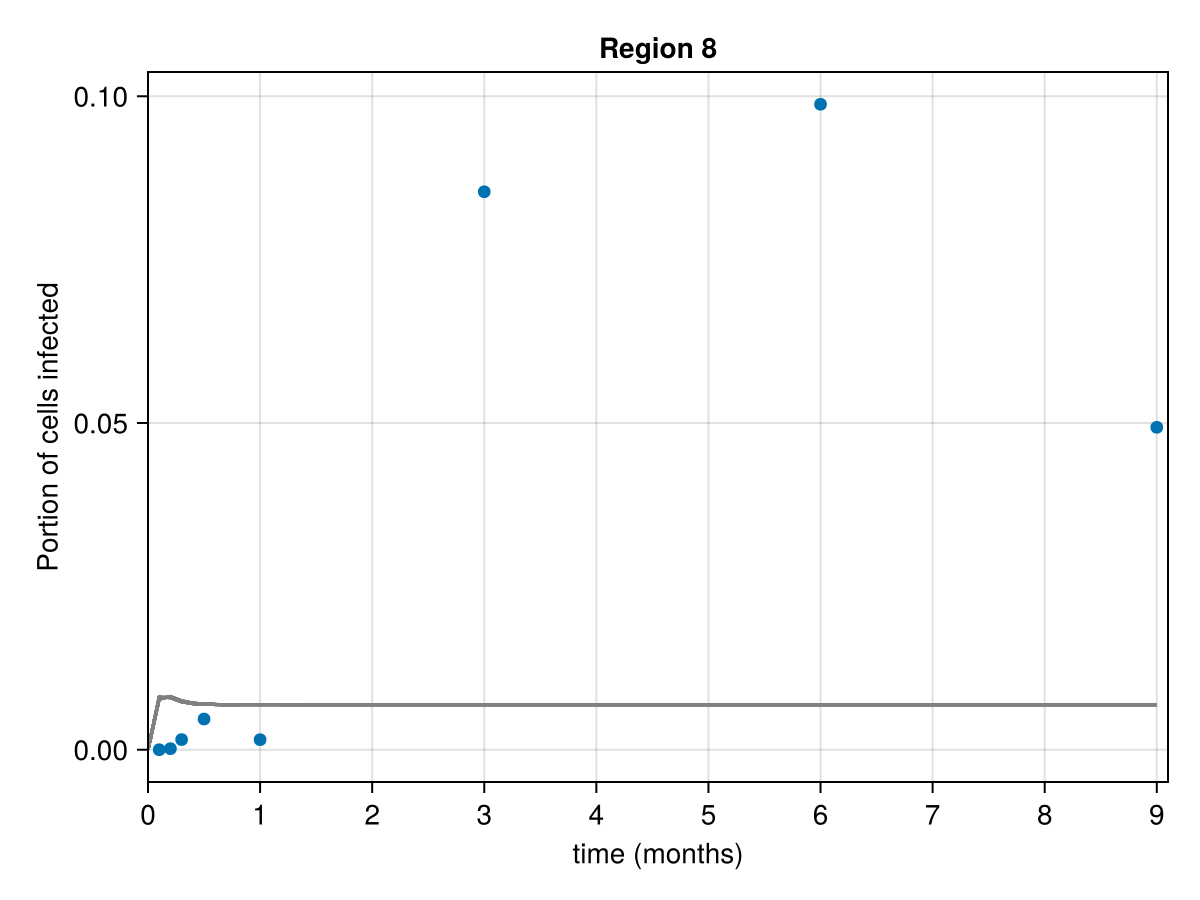 Region 8
0.10
0.05
0.00
Portion of cells infected
0 1 2 3 4 5 6 7 8 9
time (months)